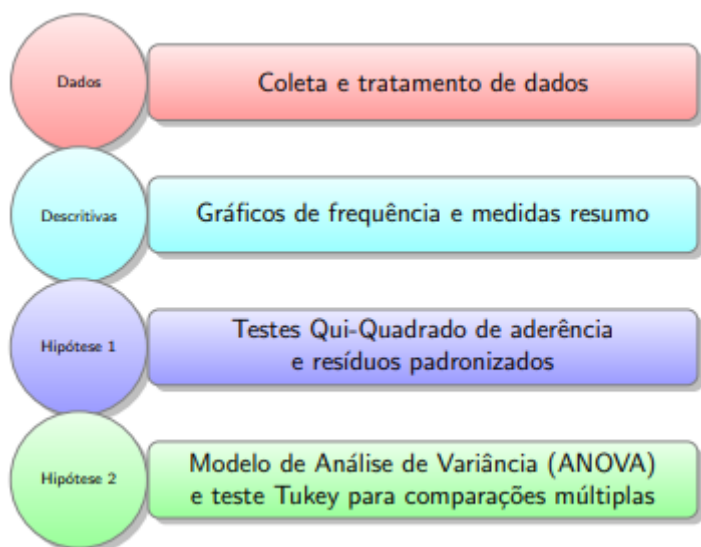 Dados
Coleta e tratamento de dados
Descritivas
Gráficos de frequência e medidas resumo
Hipótese 1
Testes Qui-Quadrado de aderência
e resíduos padronizados
Hipótese 2
Modelo de Análise de Variância (ANOVA)
e teste Tukey para comparações múltiplas